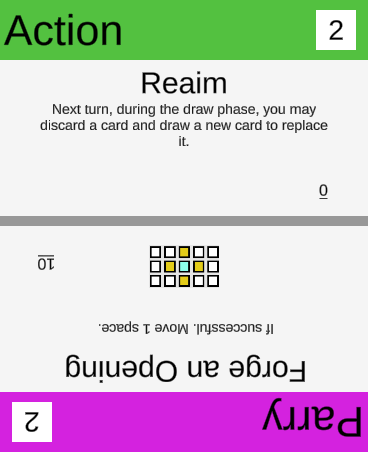 Action
2
Reaim
Next turn, during the draw phase, you may
discard a card and draw a new card to replace
it.
0
Parry
2
Forge an Opening
If successful. Move 1 space.
10